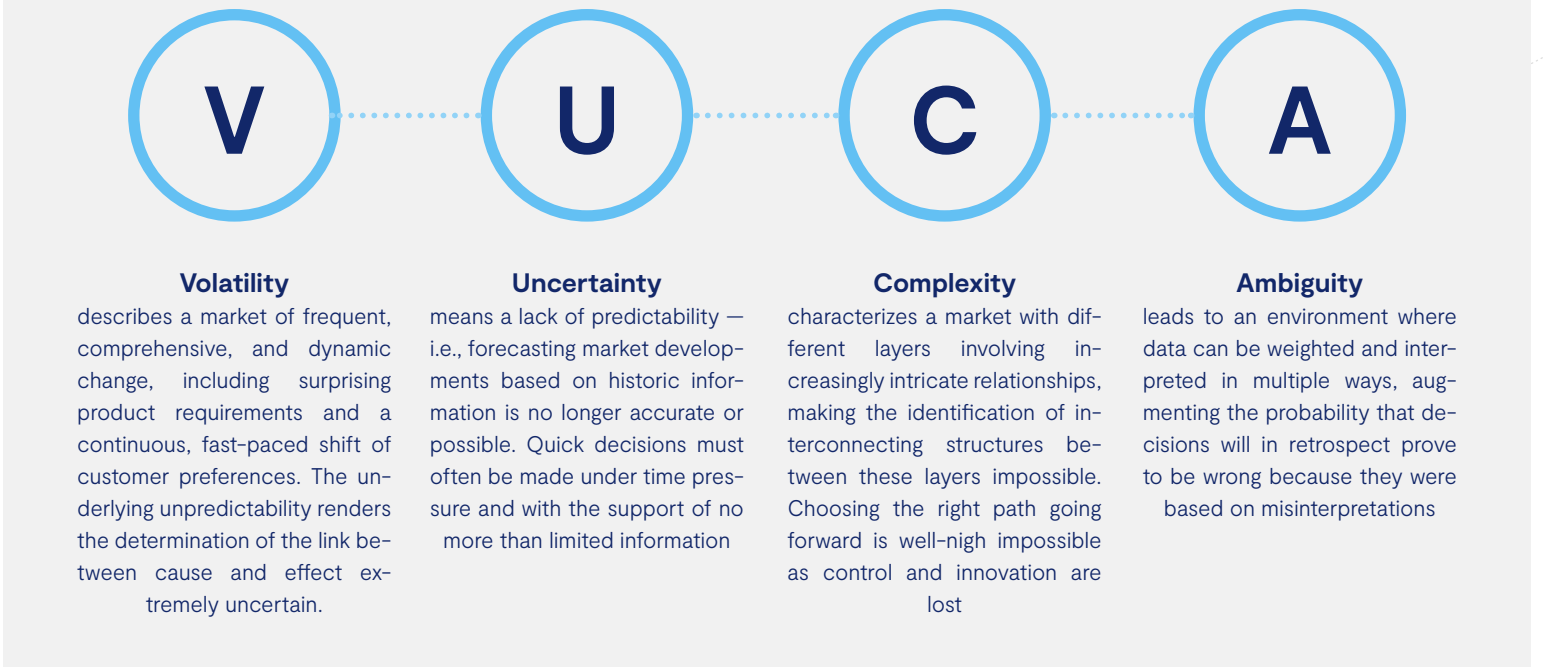 V U C A
Volatility
describes a market of frequent,
comprehensive, and dynamic
change, including surprising
product requirements and a
continuous, fast-paced shift of
customer preferences. The un-
derlying unpredictability renders
the determination of the link be-
tween cause and effect ex-
tremely uncertain.
Uncertainty
means a lack of predictability —
i.e., forecasting market develop-
ments based on historic infor-
mation is no longer accurate or
possible. Quick decisions must
often be made under time pres-
sure and with the support of no
more than limited information
Complexity
characterizes a market with dif-
ferent layers involving in-
creasingly intricate relationships,
making the identification of in-
terconnecting structures be-
tween these layers impossible.
Choosing the right path going
forward is well-nigh impossible
as control and innovation are
lost
Ambiguity
leads to an environment where
data can be weighted and inter-
preted in multiple ways, aug-
menting the probability that de-
cisions will in retrospect prove
to be wrong because they were
based on misinterpretations